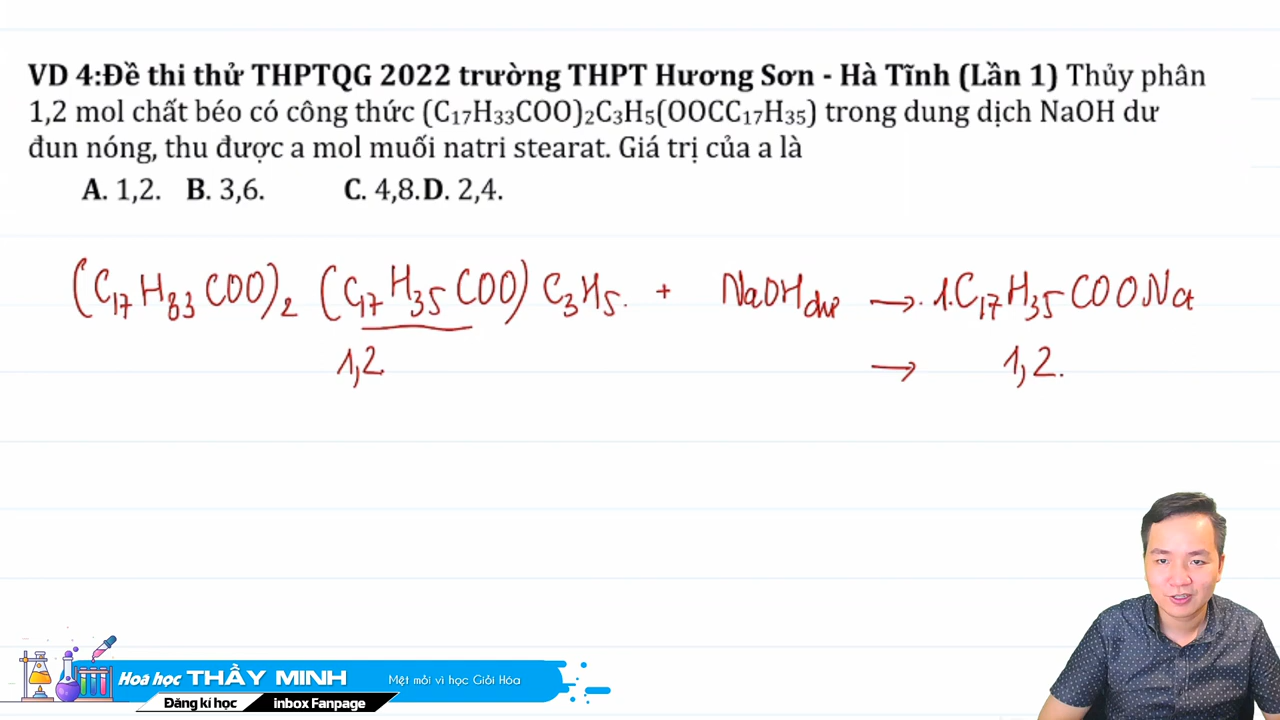 VD 4:Đề thi thử THPTQG 2022 trường THPT Hương Sơn - Hà Tĩnh (Lần 1) Thủy phân
1,2 mol chất béo có công thức (C₁₇H₃₃COO)₂C₃H₅(OOCC₁₇H₃₅) trong dung dịch NaOH dư
đun nóng, thu được a mol muối natri stearat. Giá trị của a là
A. 1,2. B. 3,6. C. 4,8.D. 2,4.
(C₁₇H₃₃COO)₂ (C₁₇H₃₅COO) C₃H₅. + NaOH dư → 1.C₁₇H₃₅COONa
1,2. → 1,2.
Hoá học THẦY MINH Mệt mỏi vì học Giỏi Hóa
Đăng kí học inbox Fanpage